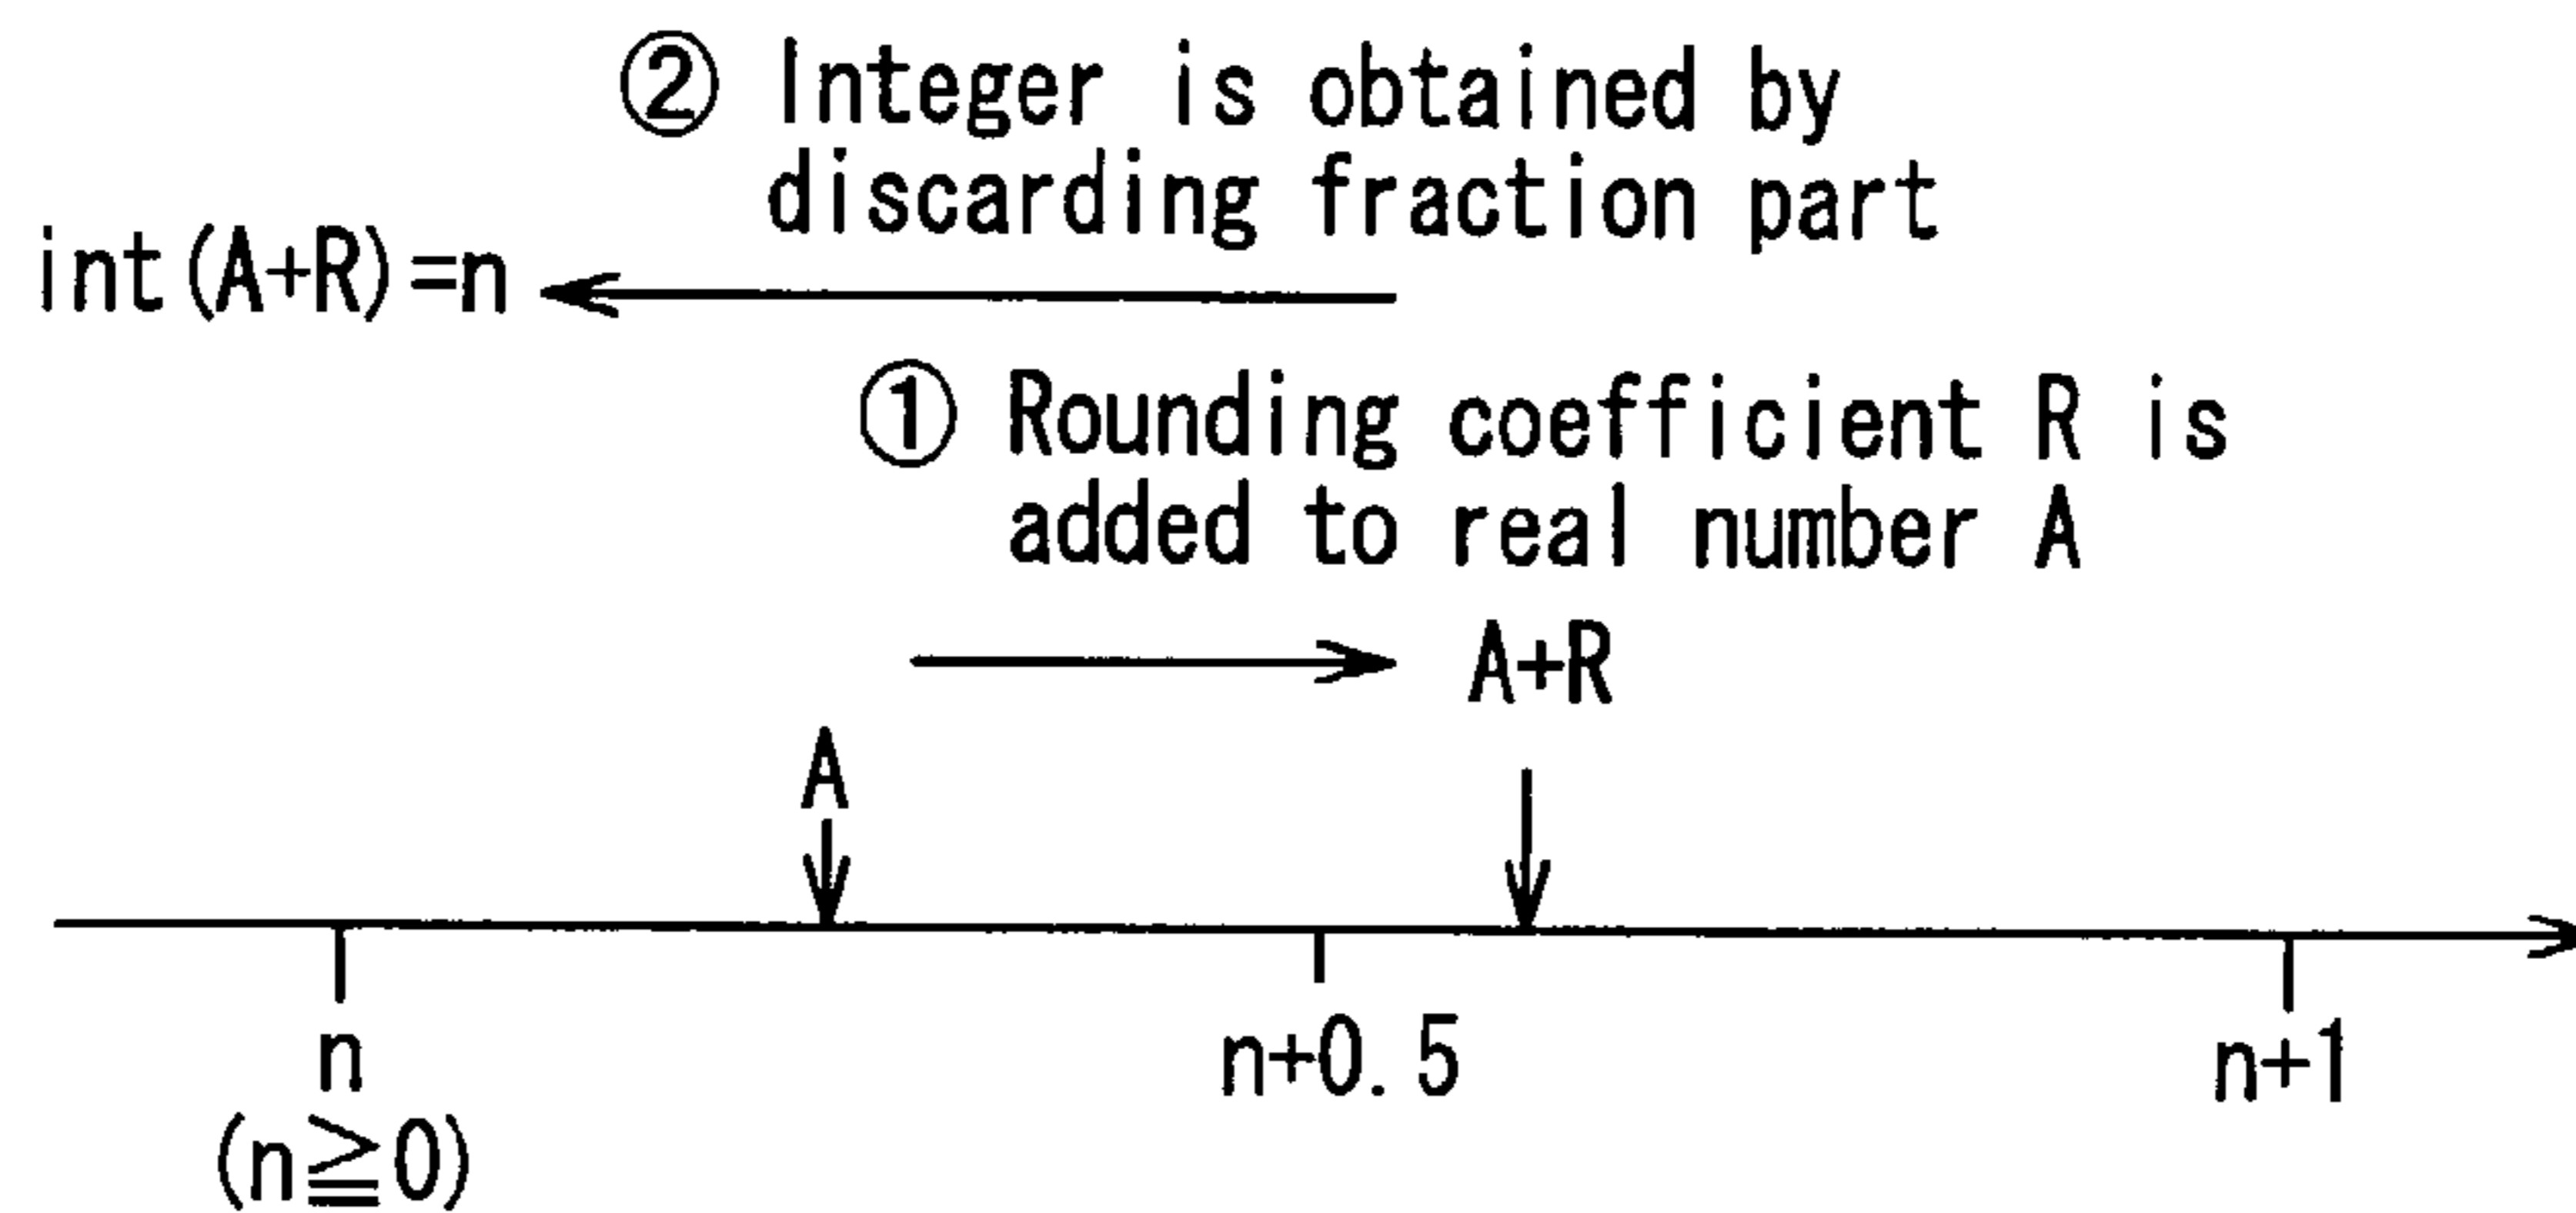 ② Integer is obtained by
discarding fraction part
int(A+R)=n
① Rounding coefficient R is
added to real number A
A+R
A
n
n+0.5
n+1
(n≧0)